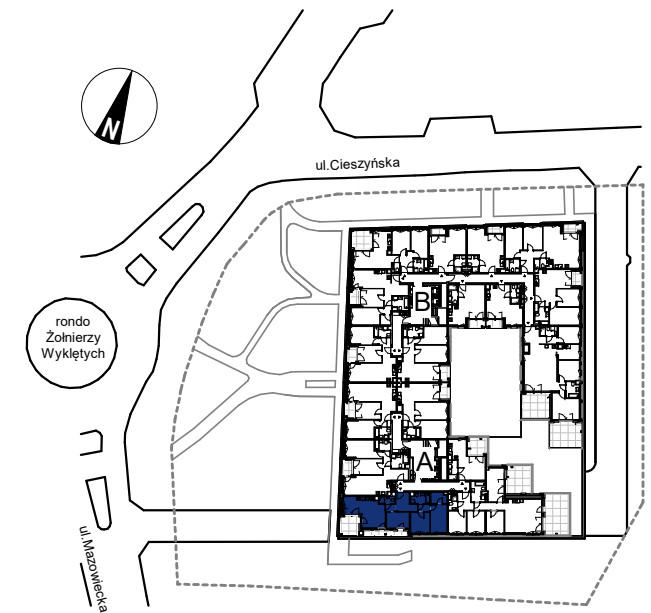 N
ul.Cieszyńska
B
rondo
Żołnierzy
Wyklętych
A
ul.Mazowiecka